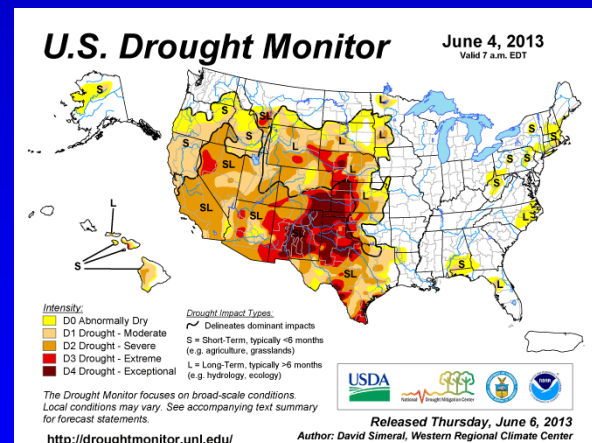 U.S. Drought Monitor
June 4, 2013
Valid 7 a.m. EDT
S
S
SL
S
L
L
L
S
SL
L
L
SL
SL
L
SL
SL
S
L
S
S
S
S
S
L
S
L
L
S
Intensity:
D0 Abnormally Dry
D1 Drought - Moderate
D2 Drought - Severe
D3 Drought - Extreme
D4 Drought - Exceptional
Drought Impact Types:
Delineates dominant impacts
S = Short-Term, typically <6 months
(e.g. agriculture, grasslands)
L = Long-Term, typically >6 months
(e.g. hydrology, ecology)
The Drought Monitor focuses on broad-scale conditions.
Local conditions may vary. See accompanying text summary
for forecast statements.
http://droughtmonitor.unl.edu/
USDA
National Drought Mitigation Center
NOAA
Released Thursday, June 6, 2013
Author: David Simeral, Western Regional Climate Center